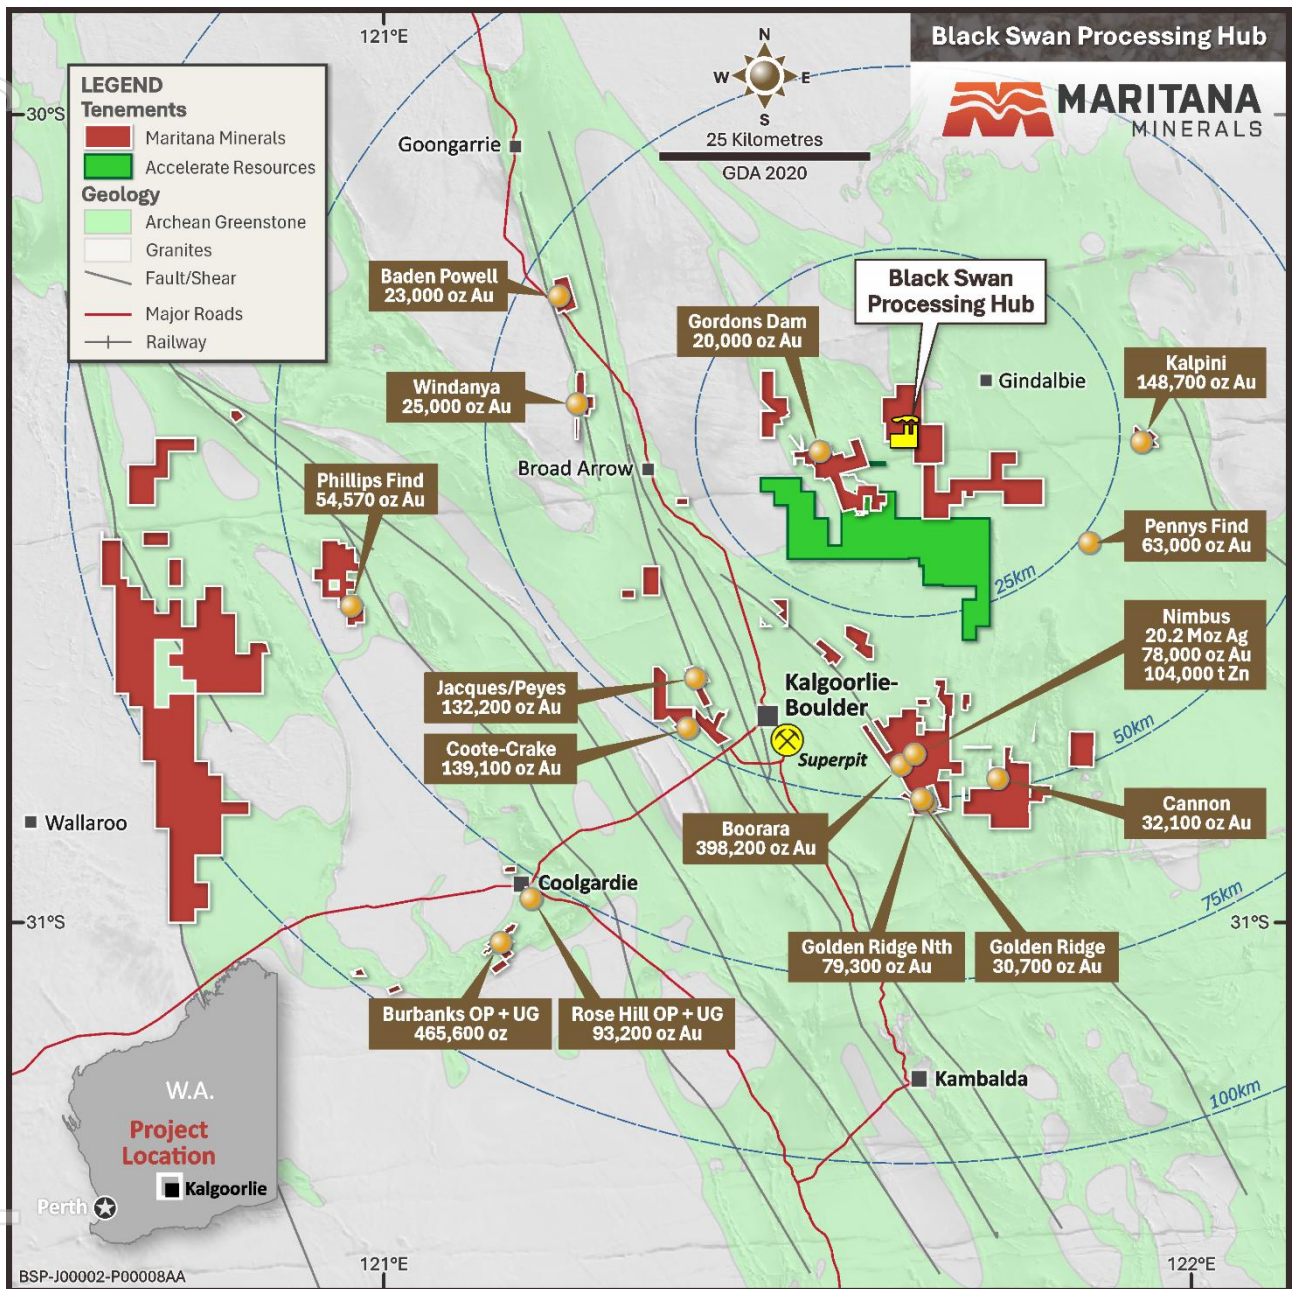 Black Swan Processing Hub
MARITANA
MINERALS
121°E
30°S
LEGEND
Tenements
Maritana Minerals
Accelerate Resources
Geology
Archean Greenstone
Granites
Fault/Shear
Major Roads
Railway
N
W
E
S
25 Kilometres
GDA 2020
Goongarrie
Baden Powell
23,000 oz Au
Black Swan
Processing Hub
Gordons Dam
20,000 oz Au
Kalpini
148,700 oz Au
Gindalbie
Windanya
25,000 oz Au
Broad Arrow
Phillips Find
54,570 oz Au
Pennys Find
63,000 oz Au
25km
Nimbus
20.2 Moz Ag
78,000 oz Au
104,000 t Zn
Jacques/Peyes
132,200 oz Au
Kalgoorlie-
Boulder
Superpit
50km
Coote-Crake
139,100 oz Au
Wallaroo
Cannon
32,100 oz Au
Boorara
398,200 oz Au
Coolgardie
75km
31°S
31°S
Golden Ridge Nth
79,300 oz Au
Golden Ridge
30,700 oz Au
Burbanks OP + UG
465,600 oz
Rose Hill OP + UG
93,200 oz Au
Kambalda
100km
W.A.
Project
Location
Kalgoorlie
Perth
121°E
122°E
BSP-J00002-P00008AA